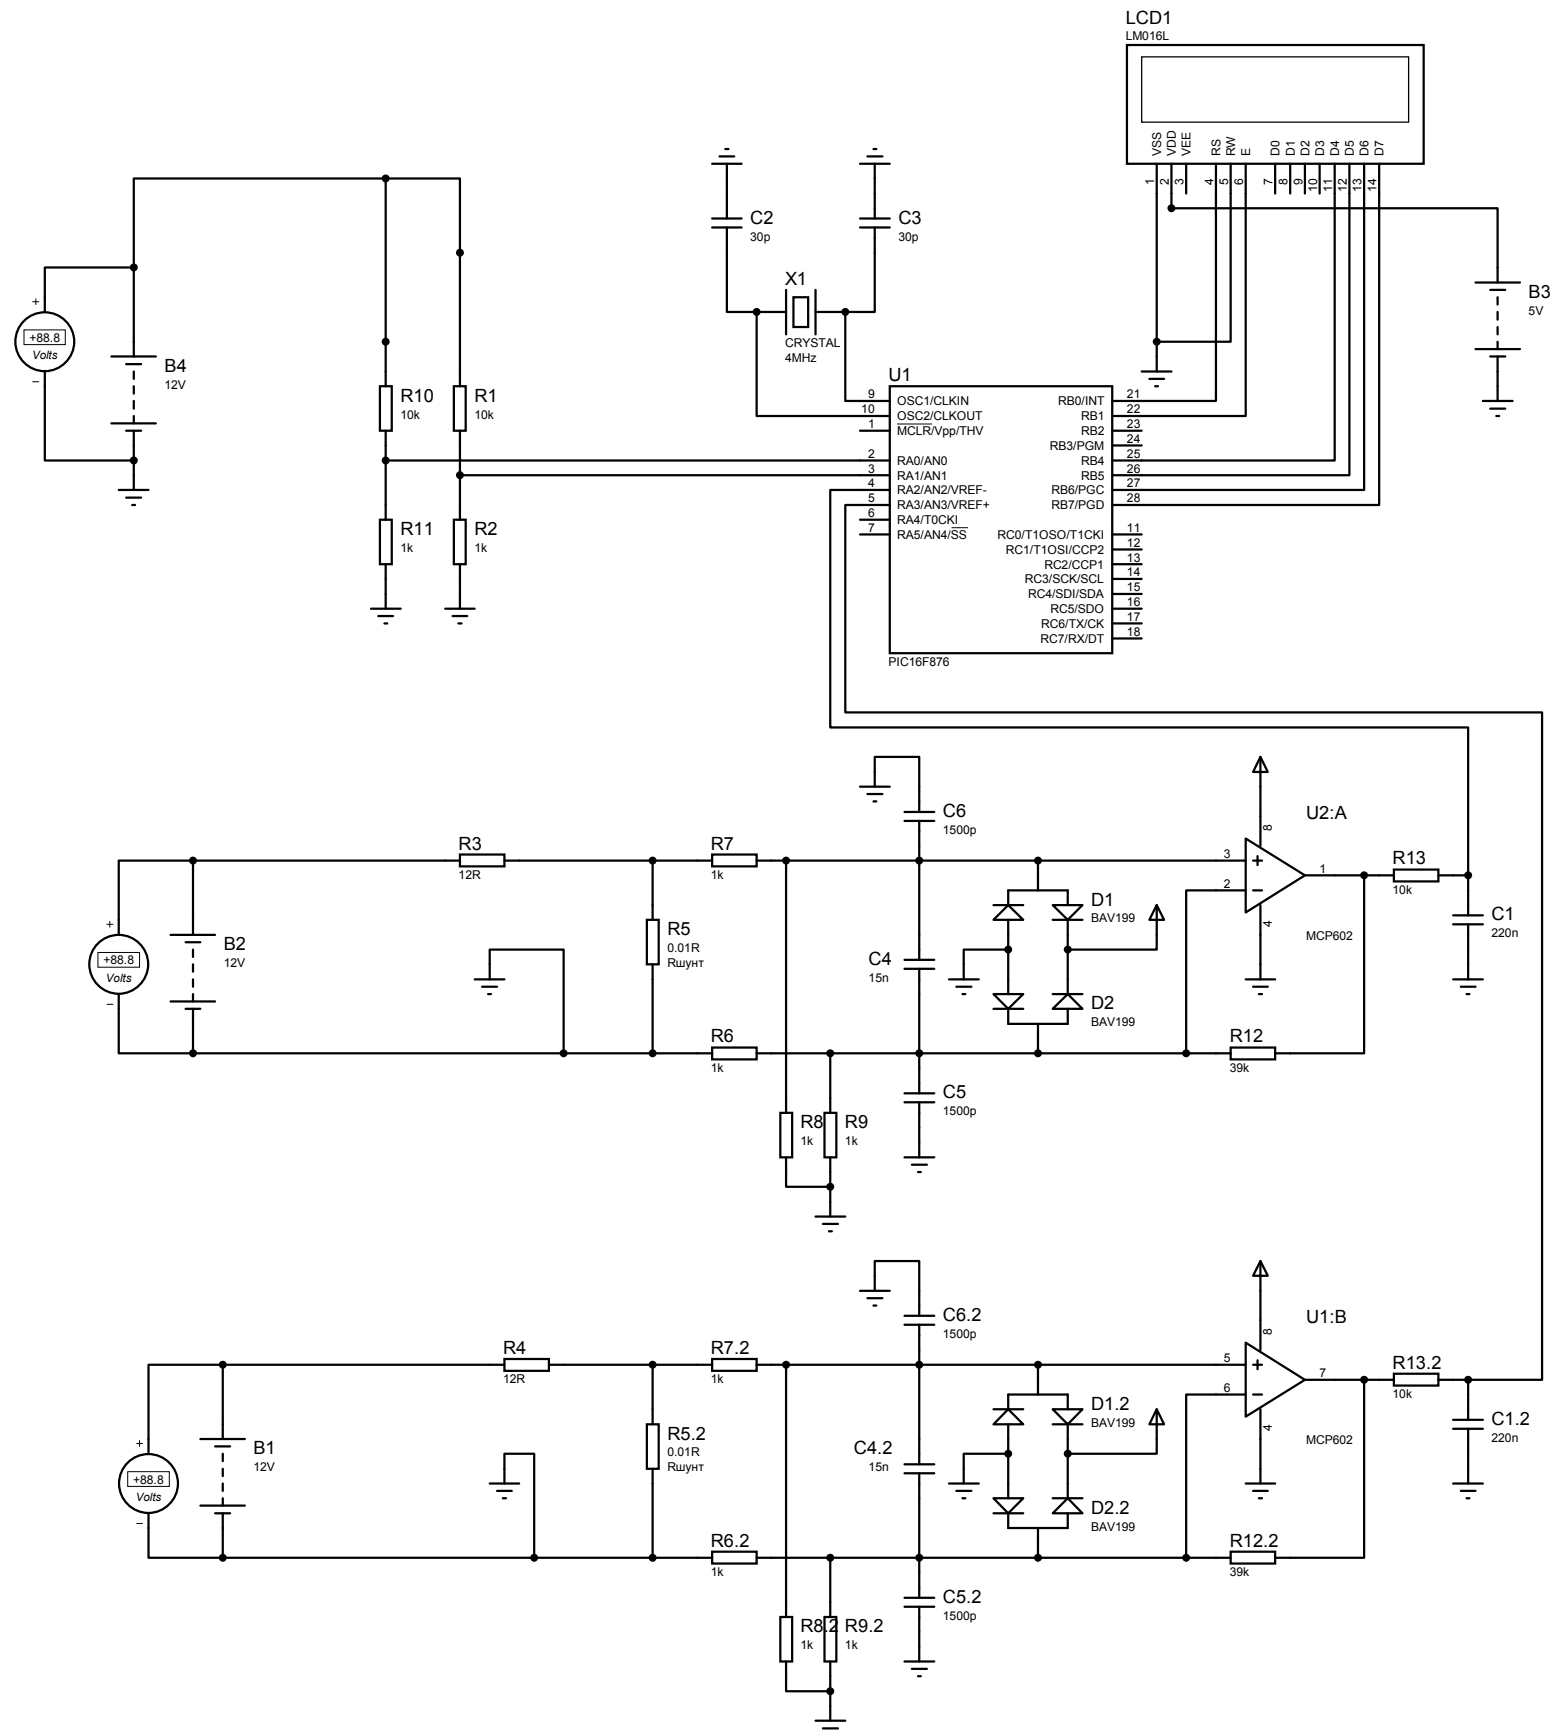 LCD1
LM016L
VSS
VDD
VEE
RS
RW
E
D0
D1
D2
D3
D4
D5
D6
D7
1
2
3
4
5
6
7
8
9
10
11
12
13
14
C2
30p
C3
30p
X1
CRYSTAL
4MHz
B3
5V
+
+88.8
Volts
−
B4
12V
R10
10k
R1
10k
R11
1k
R2
1k
U1
9 OSC1/CLKIN
10 OSC2/CLKOUT
1 MCLR/Vpp/THV
2 RA0/AN0
3 RA1/AN1
4 RA2/AN2/VREF-
5 RA3/AN3/VREF+
6 RA4/T0CKI
7 RA5/AN4/SS
RB0/INT 21
RB1 22
RB2 23
RB3/PGM 24
RB4 25
RB5 26
RB6/PGC 27
RB7/PGD 28
RC0/T1OSO/T1CKI 11
RC1/T1OSI/CCP2 12
RC2/CCP1 13
RC3/SCK/SCL 14
RC4/SDI/SDA 15
RC5/SDO 16
RC6/TX/CK 17
RC7/RX/DT 18
PIC16F876
+
+88.8
Volts
−
B2
12V
R3
12R
R5
0.01R
Rшунт
R7
1k
R6
1k
R8
1k
R9
1k
C6
1500p
C4
15n
C5
1500p
D1
BAV199
D2
BAV199
U2:A
3
2
8
4
1
+
−
MCP602
R12
39k
R13
10k
C1
220n
+
+88.8
Volts
−
B1
12V
R4
12R
R5.2
0.01R
Rшунт
R7.2
1k
R6.2
1k
R8.2
1k
R9.2
1k
C6.2
1500p
C4.2
15n
C5.2
1500p
D1.2
BAV199
D2.2
BAV199
U1:B
5
6
8
4
7
+
−
MCP602
R12.2
39k
R13.2
10k
C1.2
220n